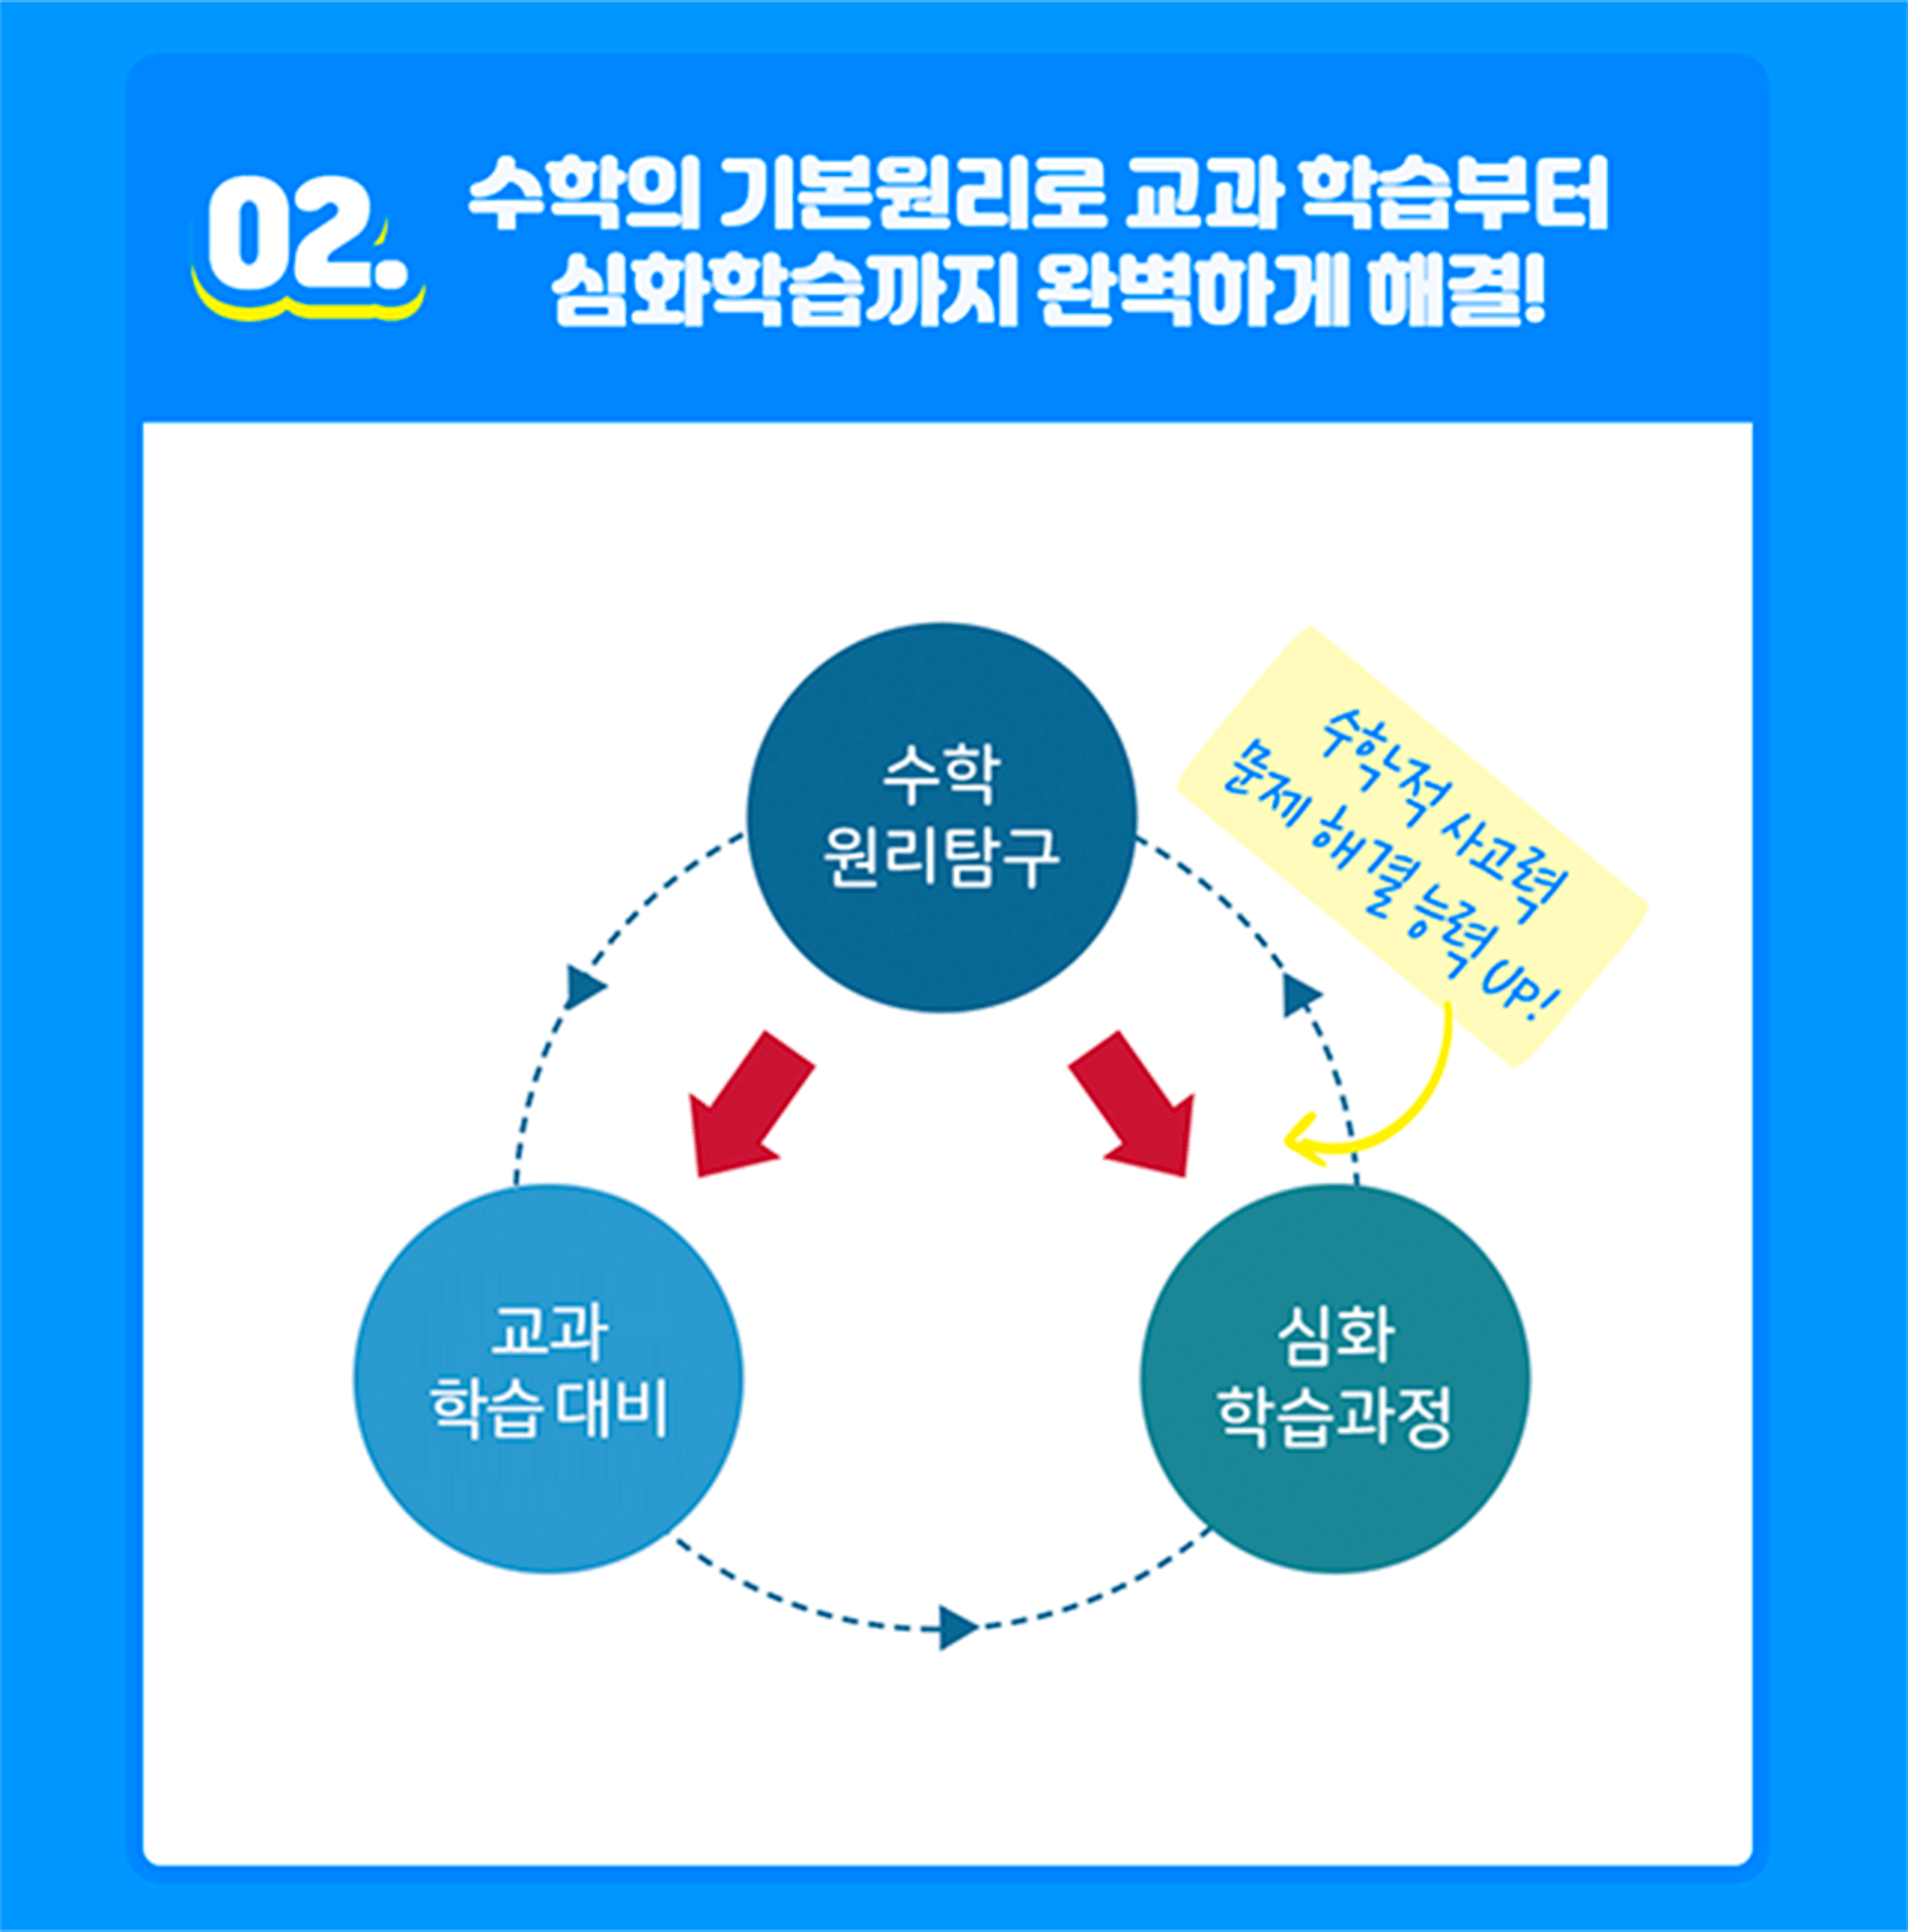 02.
수학의 기본원리로 교과 학습부터
심화학습까지 완벽하게 해결!
수학
원리탐구
수학적 사고력
문제 해결 능력 UP!
교과
학습 대비
심화
학습과정